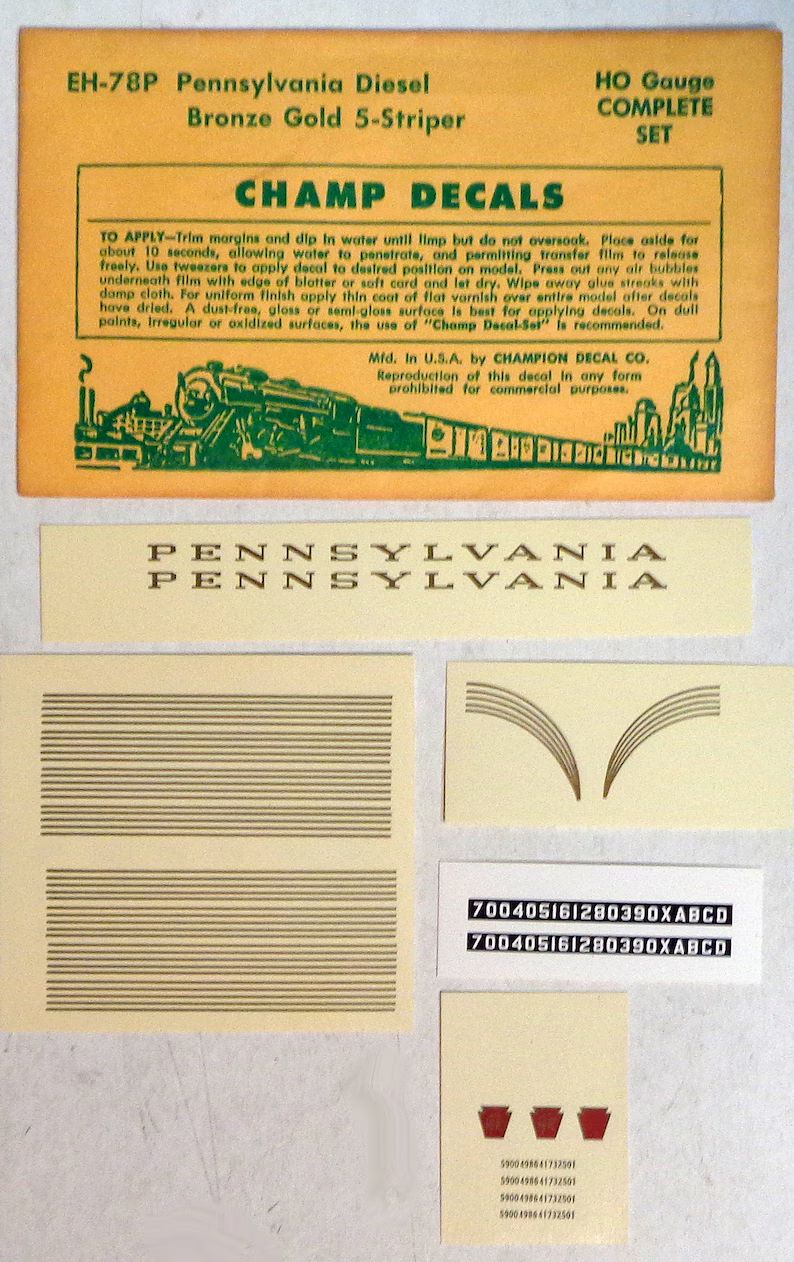 EH-78P Pennsylvania Diesel
Bronze Gold 5-Striper
HO Gauge
COMPLETE
SET
CHAMP DECALS
TO APPLY—Trim margins and dip in water until limp but do not oversoak. Place aside for
about 10 seconds, allowing water to penetrate, and permitting transfer film to release
freely. Use tweezers to apply decal to desired position on model. Press out any air bubbles
underneath film with edge of blotter or soft card and let dry. Wipe away glue streaks with
damp cloth. For uniform finish apply thin coat of flat varnish over entire model after decals
have dried. A dust-free, gloss or semi-gloss surface is best for applying decals. On dull
paints, irregular or oxidized surfaces, the use of "Champ Decal-Set" is recommended.
Mfd. in U.S.A. by CHAMPION DECAL CO.
Reproduction of this decal in any form
prohibited for commercial purposes.
PENNSYLVANIA
PENNSYLVANIA
700405161280390XABCD
700405161280390XABCD
5900498641732501
5900498641732501
5900498641732501
5900498641732501